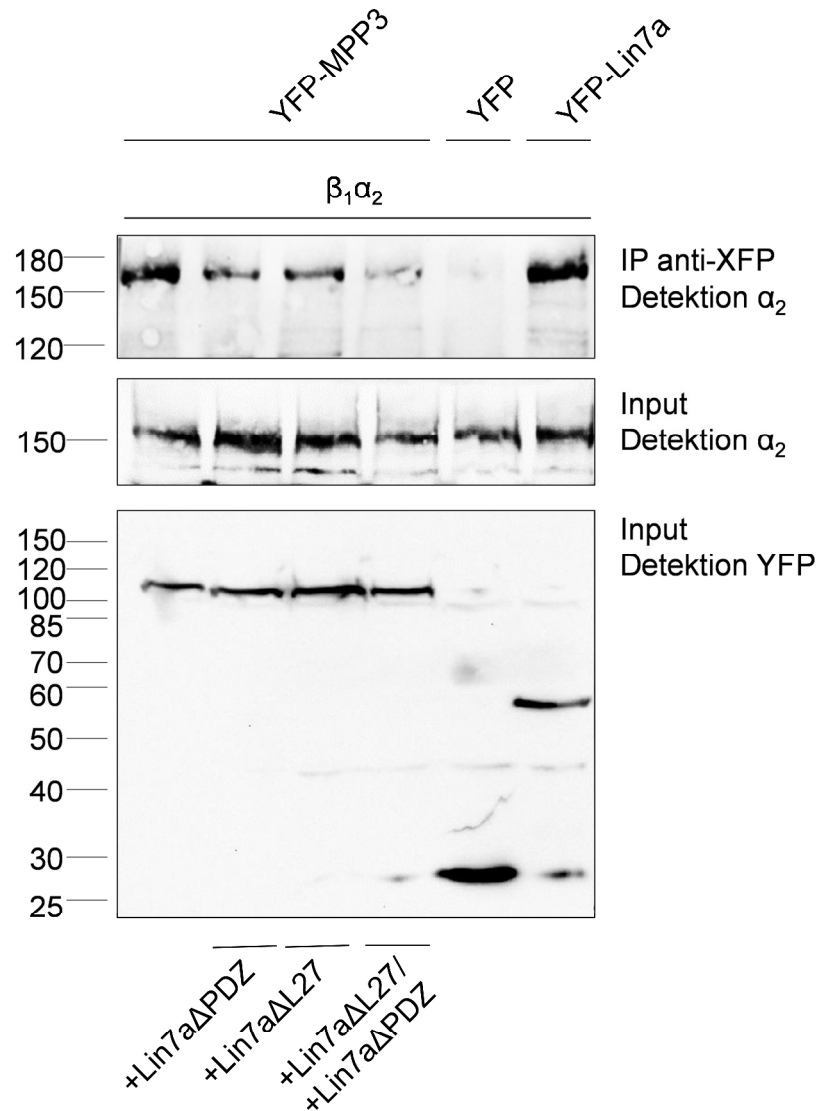 YFP-MPP3
YFP
YFP-Lin7a
β₁α₂
180
150
120
IP anti-XFP
Detektion α₂
150
Input
Detektion α₂
150
120
100
85
70
60
50
40
30
25
Input
Detektion YFP
+Lin7aΔPDZ
+Lin7aΔL27
+Lin7aΔL27/
+Lin7aΔPDZ